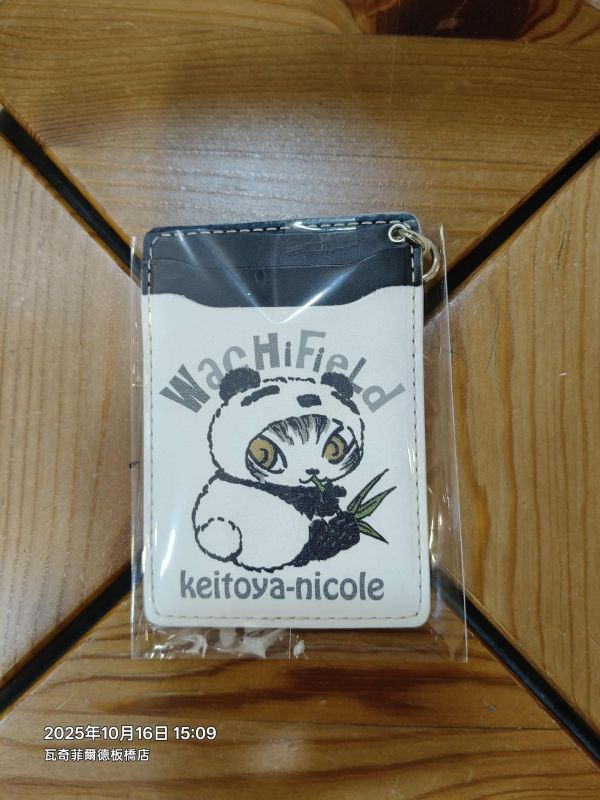 WacHiFieLd
keitoya-nicole
2025年10月16日 15:09
瓦奇菲爾德板橋店